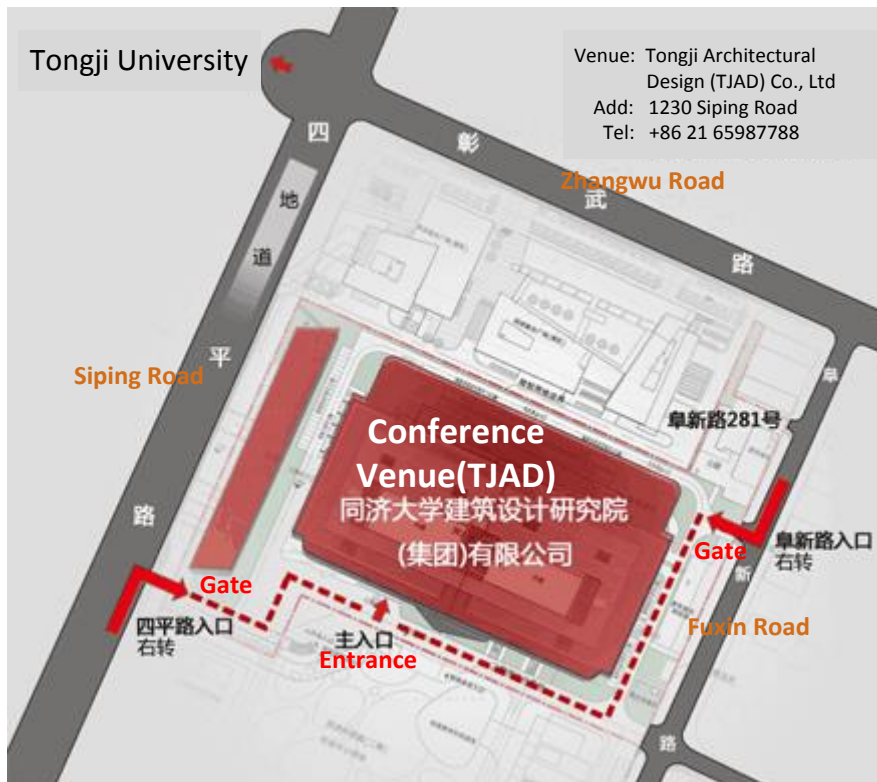 Tongji University
Venue: Tongji Architectural
Design (TJAD) Co., Ltd
Add: 1230 Siping Road
Tel: +86 21 65987788
四
平
路
地
道
彰
武
路
Zhangwu Road
Siping Road
阜
新
路
阜新路281号
Conference
Venue(TJAD)
同济大学建筑设计研究院
(集团)有限公司
Gate
阜新路入口
右转
Gate
四平路入口
右转
主入口
Entrance
Fuxin Road